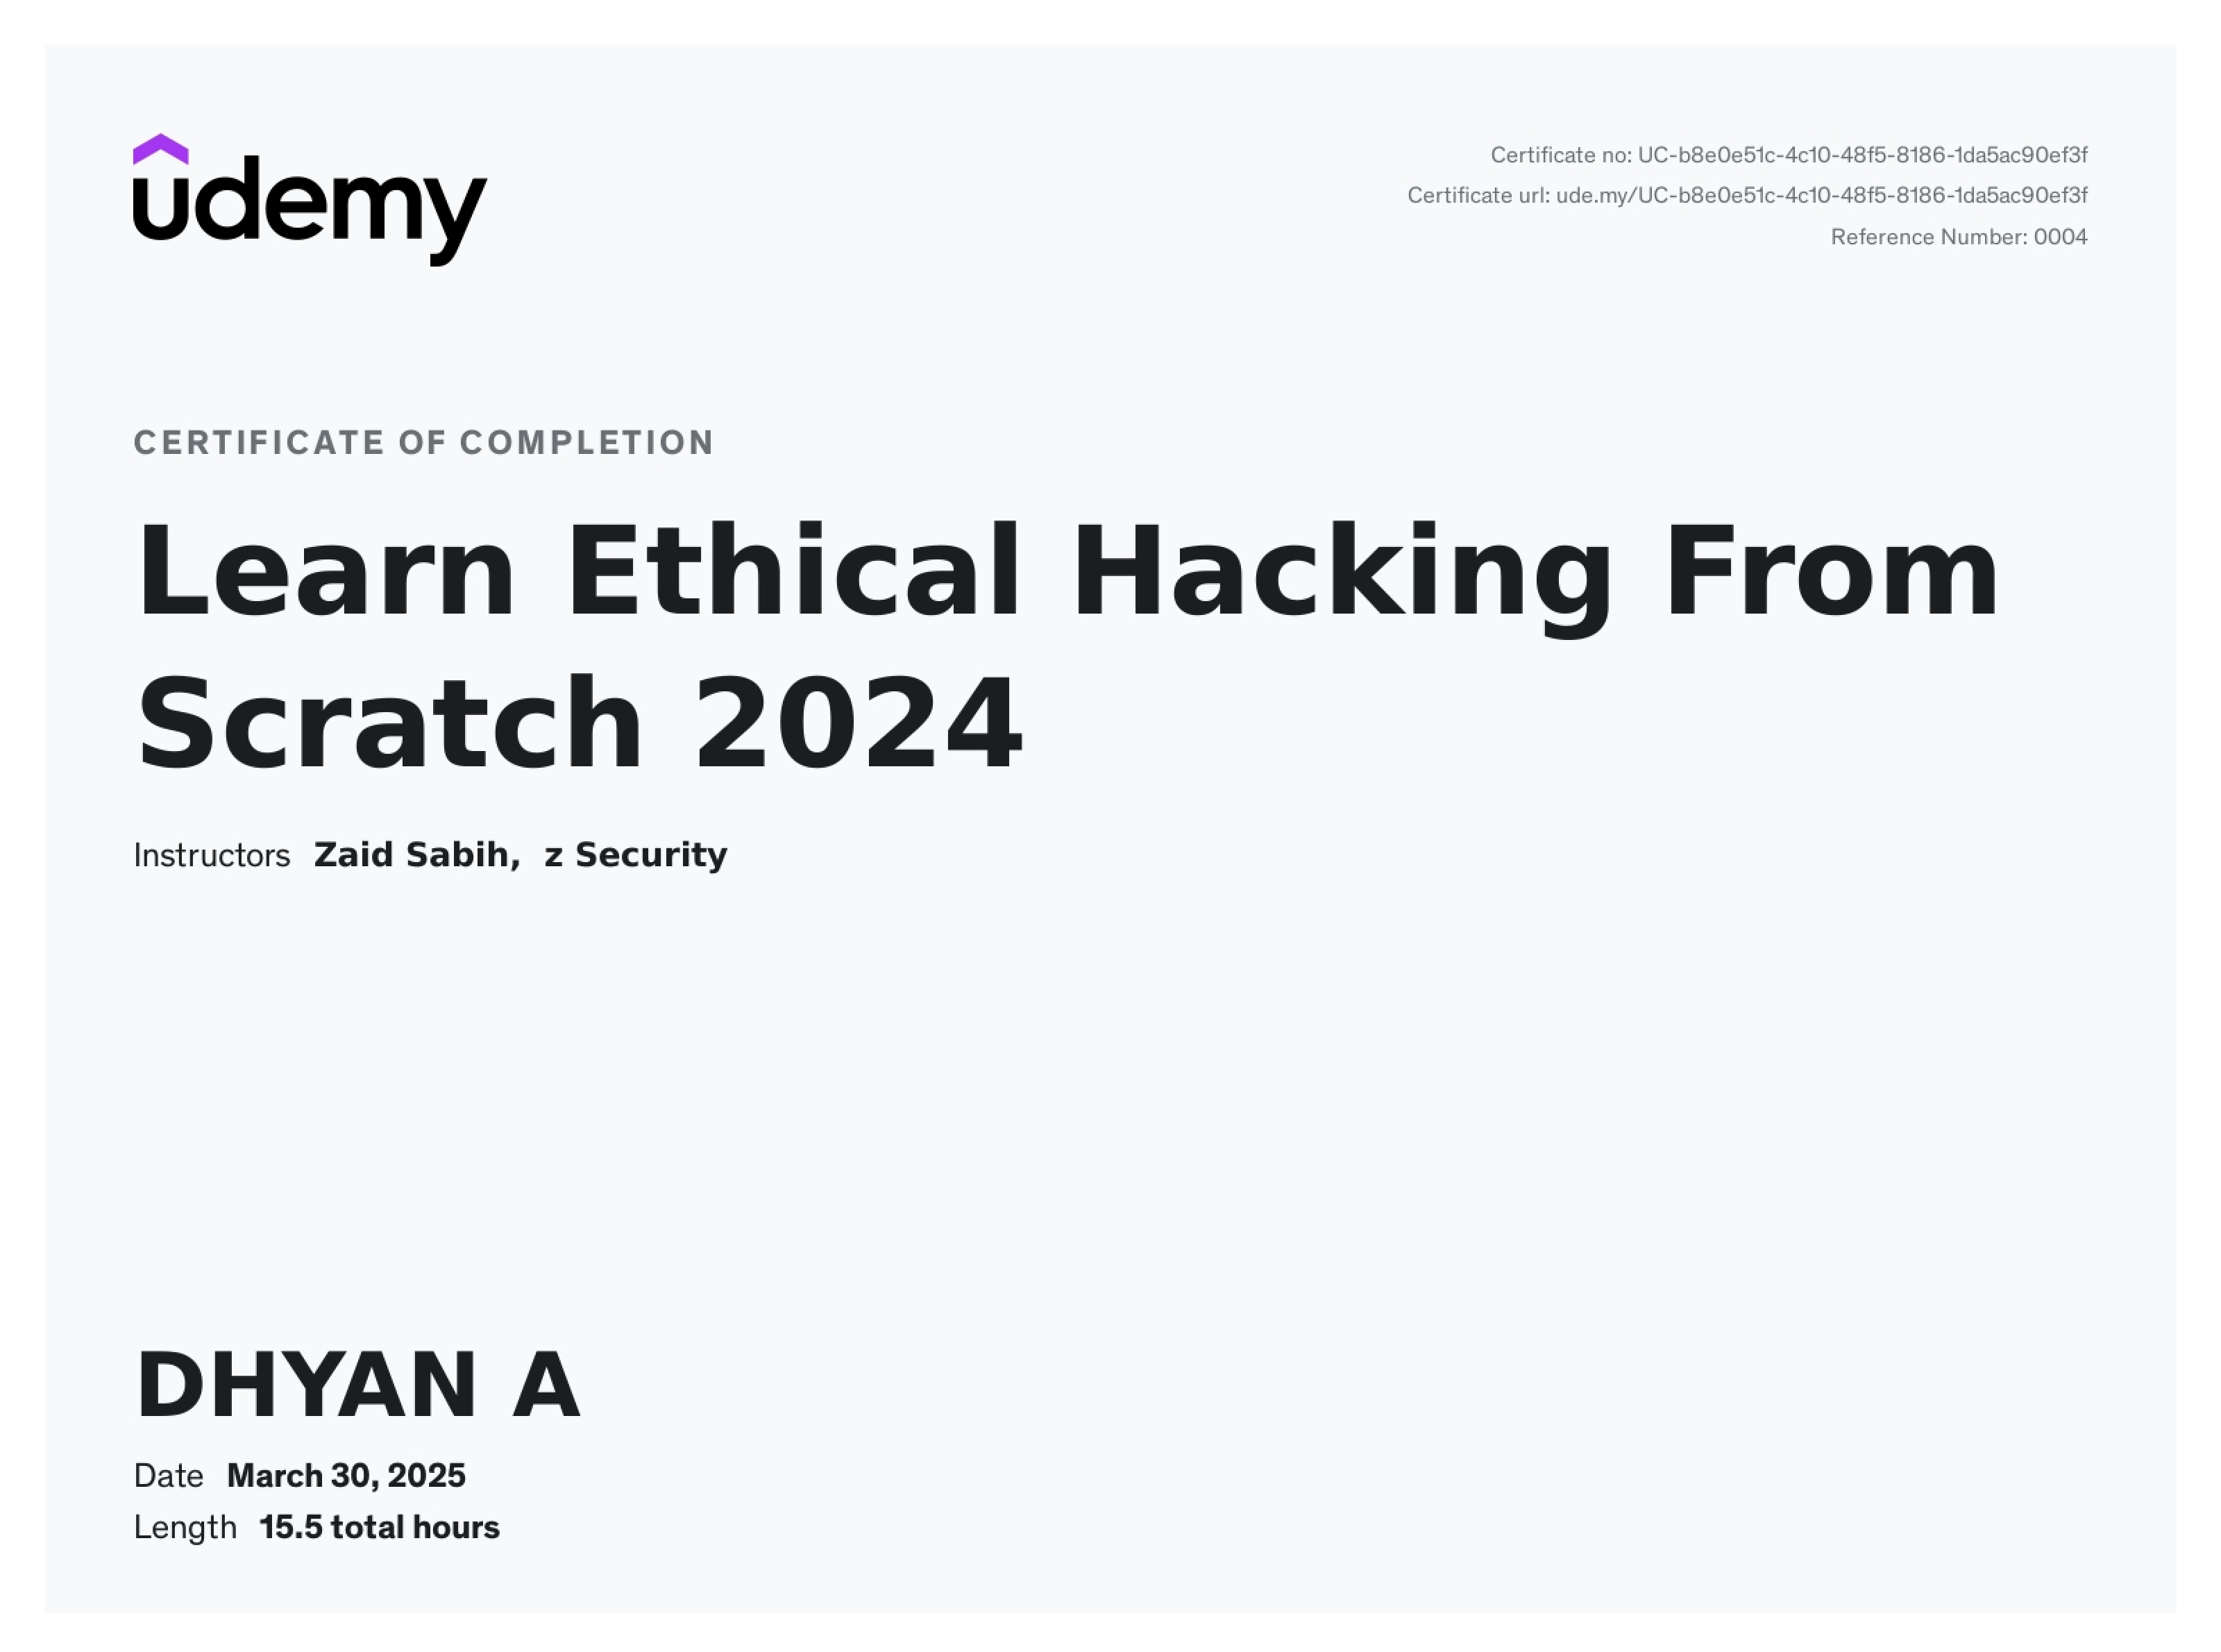 udemy
Certificate no: UC-b8e0e51c-4c10-48f5-8186-1da5ac90ef3f
Certificate url: ude.my/UC-b8e0e51c-4c10-48f5-8186-1da5ac90ef3f
Reference Number: 0004
CERTIFICATE OF COMPLETION
Learn Ethical Hacking From
Scratch 2024
Instructors Zaid Sabih, z Security
DHYAN A
Date March 30, 2025
Length 15.5 total hours